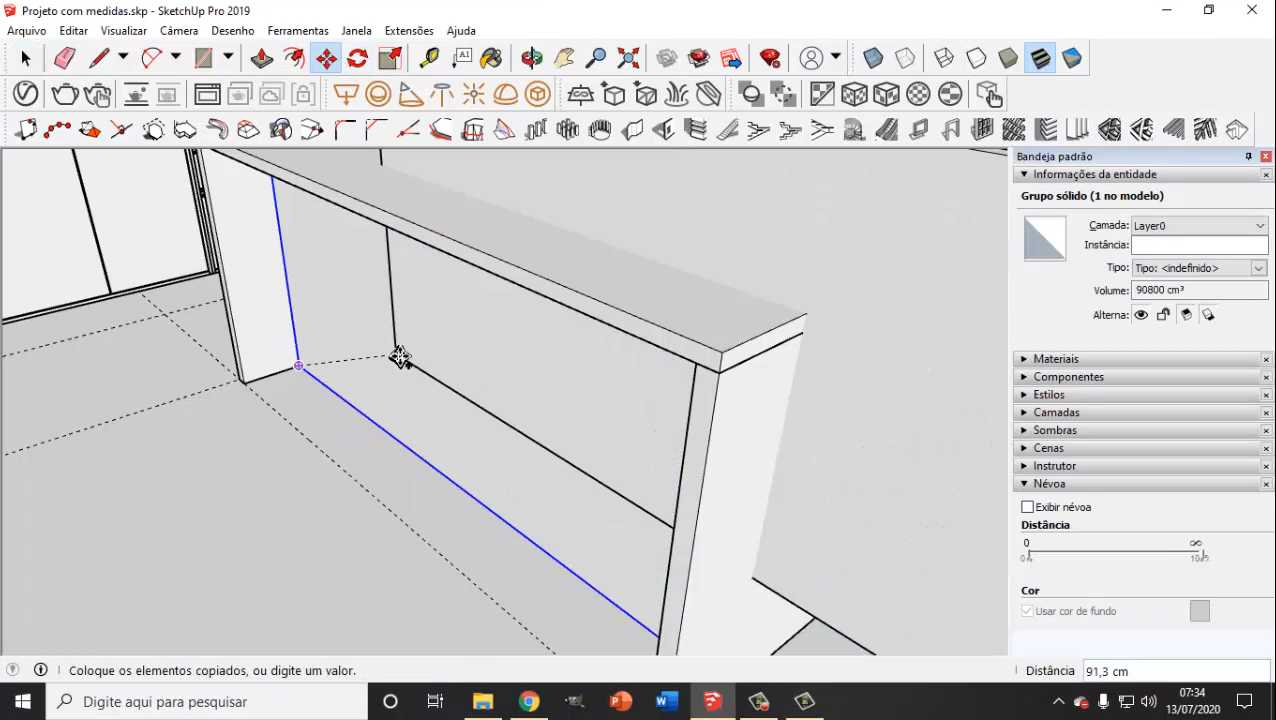 Projeto com medidas.skp - SketchUp Pro 2019
Arquivo Editar Visualizar Câmera Desenho Ferramentas Janela Extensões Ajuda
A1
Bandeja padrão
Informações da entidade
Grupo sólido (1 no modelo)
Camada: Layer0
Instância:
Tipo: Tipo: <indefinido>
Volume: 90800 cm³
Alterna:
Materiais
Componentes
Estilos
Camadas
Sombras
Cenas
Instrutor
Névoa
Exibir névoa
Distância
0 ∞
Cor
Usar cor de fundo
Coloque os elementos copiados, ou digite um valor.
Distância 91,3 cm
Digite aqui para pesquisar
07:34
13/07/2020